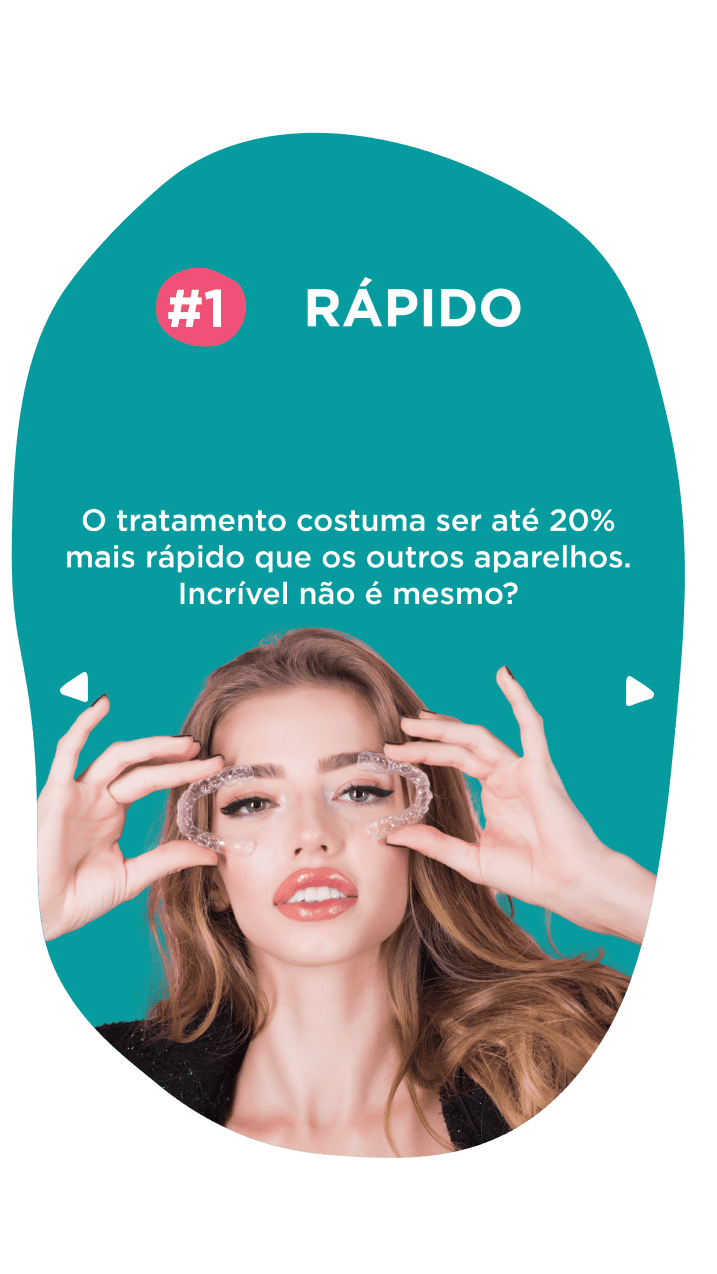 #1 RÁPIDO
O tratamento costuma ser até 20%
mais rápido que os outros aparelhos.
Incrível não é mesmo?